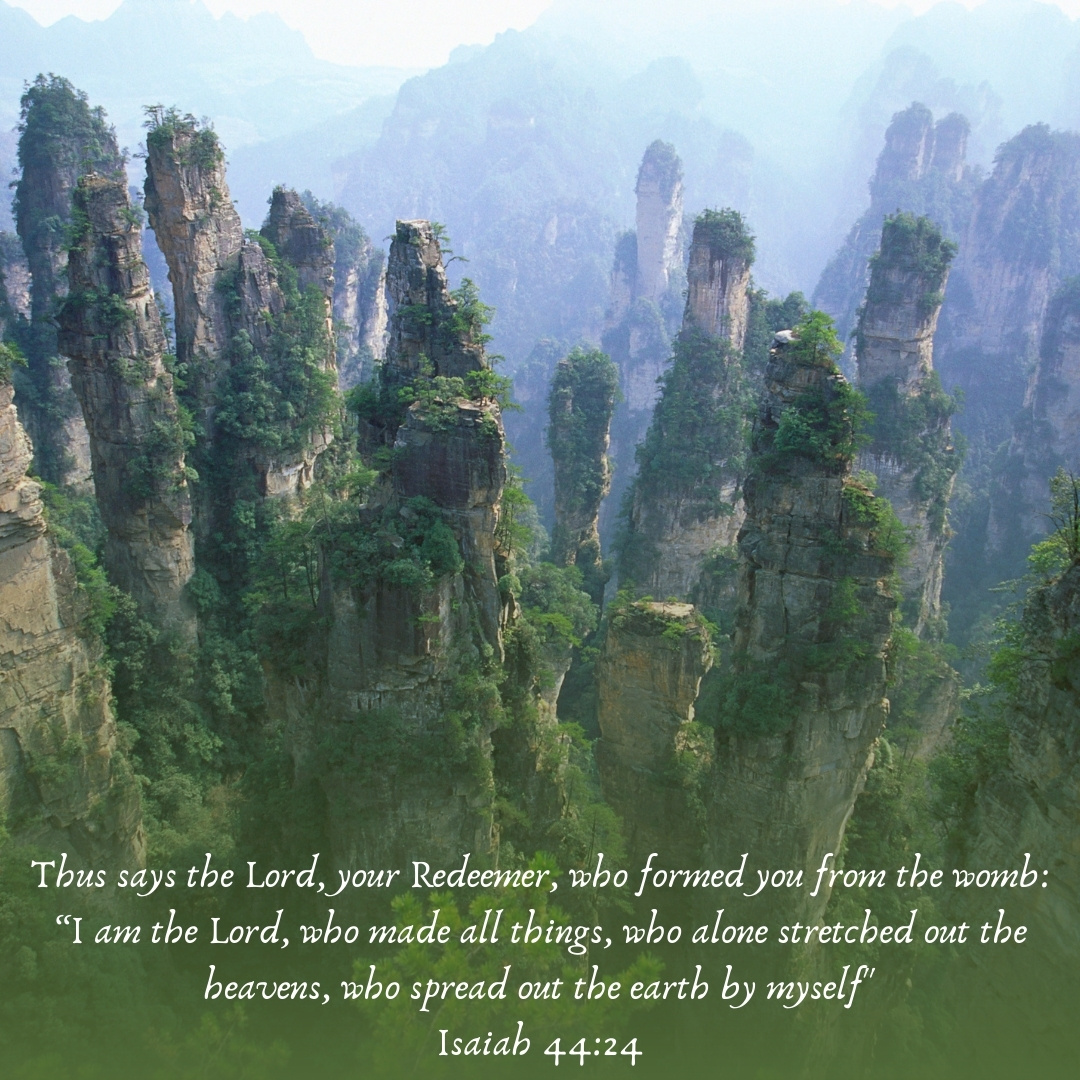 Thus says the Lord, your Redeemer, who formed you from the womb:
“I am the Lord, who made all things, who alone stretched out the
heavens, who spread out the earth by myself"
Isaiah 44:24